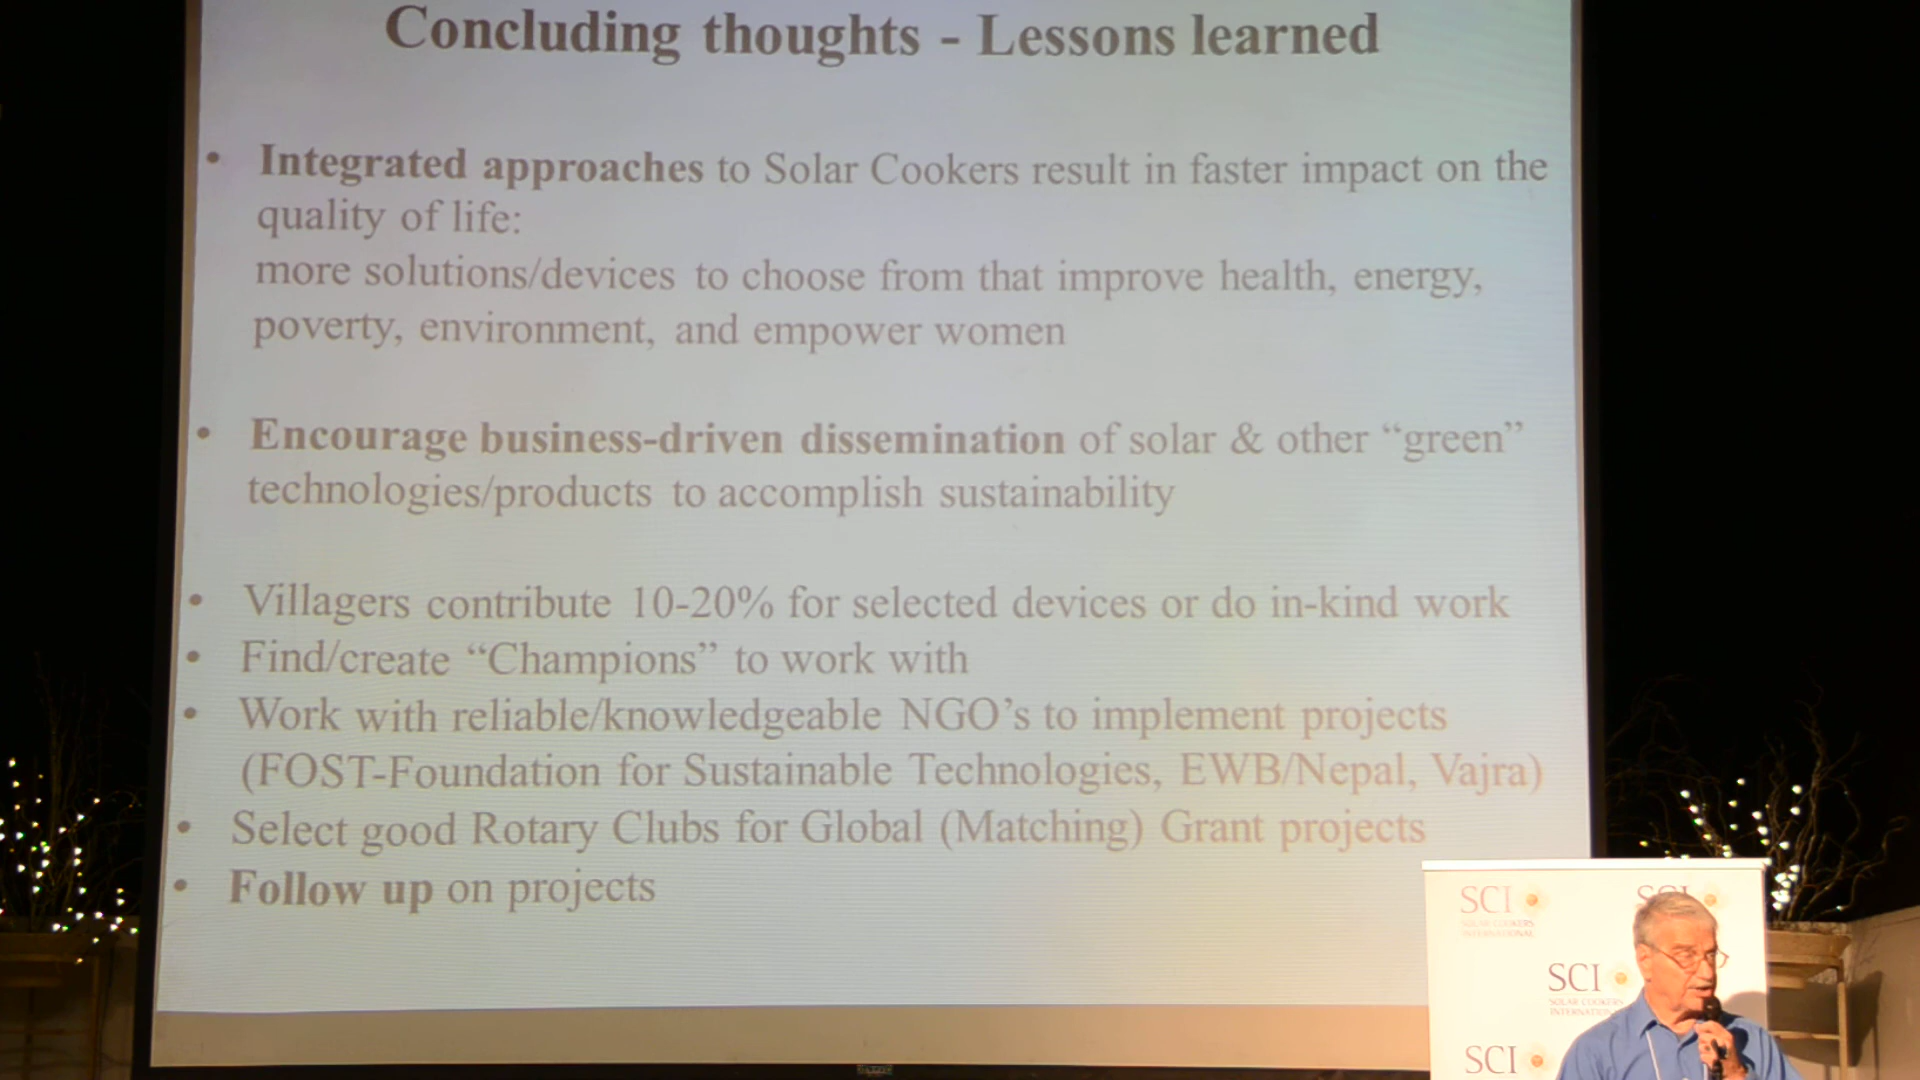 Concluding thoughts - Lessons learned
• Integrated approaches to Solar Cookers result in faster impact on the
quality of life:
more solutions/devices to choose from that improve health, energy,
poverty, environment, and empower women
• Encourage business-driven dissemination of solar & other “green”
technologies/products to accomplish sustainability
• Villagers contribute 10-20% for selected devices or do in-kind work
• Find/create “Champions” to work with
• Work with reliable/knowledgeable NGO’s to implement projects
(FOST-Foundation for Sustainable Technologies, EWB/Nepal, Vajra)
• Select good Rotary Clubs for Global (Matching) Grant projects
• Follow up on projects
SCI
SOLAR COOKERS
INTERNATIONAL
SCI
SCI
SOLAR COOKERS
SCI